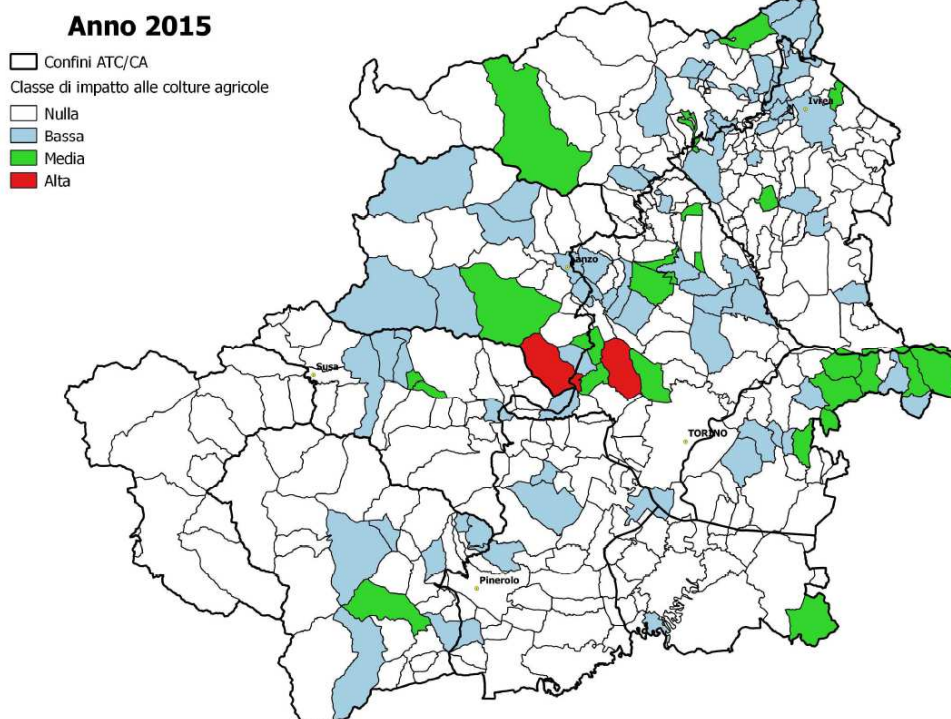 Anno 2015
Confini ATC/CA
Classe di impatto alle colture agricole
Nulla
Bassa
Media
Alta
Ivrea
Lanzo
Susa
TORINO
Pinerolo